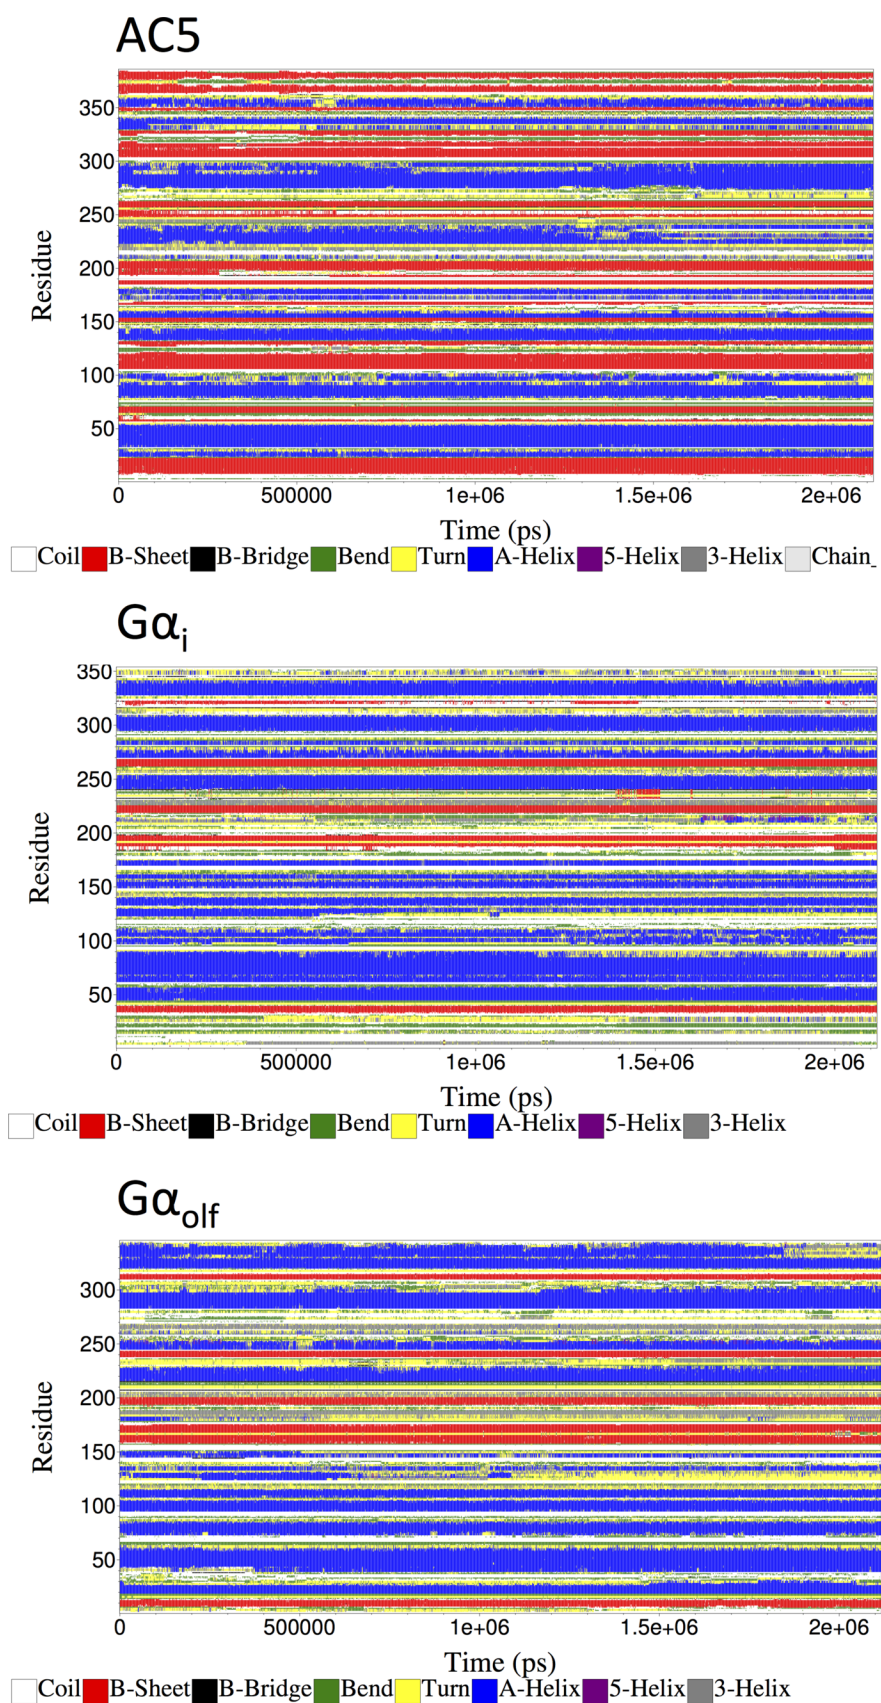 AC5
350
300
250
200
150
100
50
Residue
0 500000 1e+06 1.5e+06 2e+06
Time (ps)
Coil B-Sheet B-Bridge Bend Turn A-Helix 5-Helix 3-Helix Chain_
Gαi
350
300
250
200
150
100
50
Residue
0 500000 1e+06 1.5e+06 2e+06
Time (ps)
Coil B-Sheet B-Bridge Bend Turn A-Helix 5-Helix 3-Helix
Gαolf
300
250
200
150
100
50
Residue
0 500000 1e+06 1.5e+06 2e+06
Time (ps)
Coil B-Sheet B-Bridge Bend Turn A-Helix 5-Helix 3-Helix